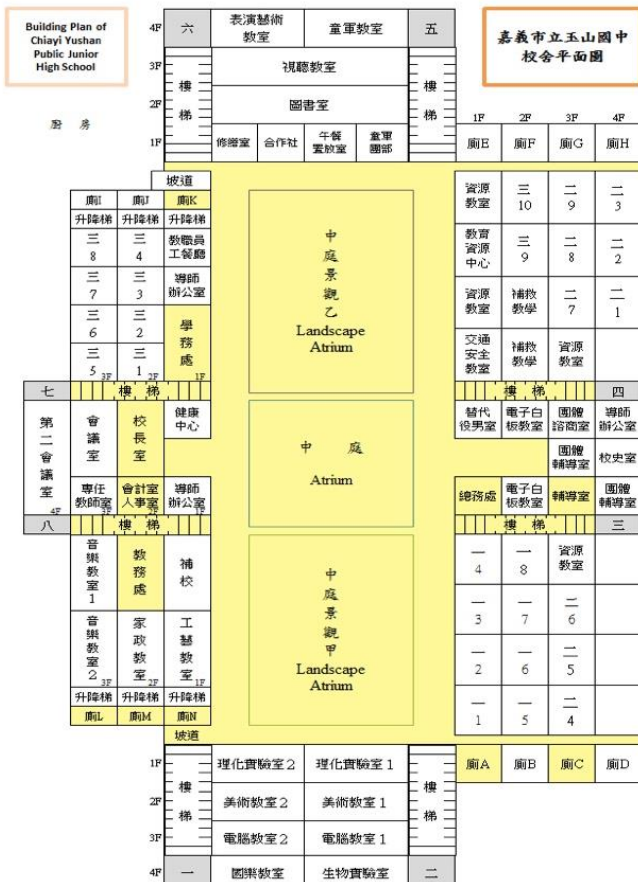 Building Plan of
Chiayi Yushan
Public Junior
High School
嘉義市立玉山國中
校舍平面圖
廚 房
4F 六 表演藝術教室 童軍教室 五
3F 視聽教室
2F 圖書室
1F 修膳室 合作社 午餐置放室 童軍團部
樓梯 樓梯
1F 2F 3F 4F
廁E 廁F 廁G 廁H
坡道
廁I 廁J 廁K
升降梯 升降梯 升降梯
三8 三4 教職員工餐廳
三7 三3 導師辦公室
三6 三2 學務處
三5 3F 三1 2F 1F
中庭景觀乙
Landscape
Atrium
資源教室 三10 二9 二3
教育資源中心 三9 二8 二2
資源教室 補救教學 二7 二1
交通安全教室 補救教學 資源教室
七 樓 梯 樓 梯 四
第二會議室 4F
會議室 校長室 健康中心
專任教師室 3F 會計室人事室 2F 導師辦公室 1F
中 庭
Atrium
替代役男室 電子白板教室 團體諮商室 導師辦公室
團體輔導室 校史室
總務處 電子白板教室 輔導室 團體輔導室
八 樓 梯 樓 梯 三
音樂教室1 教務處 補校
音樂教室2 3F 家政教室 2F 工藝教室 1F
升降梯 升降梯 升降梯
廁L 廁M 廁N
坡道
中庭景觀甲
Landscape
Atrium
一4 一8 資源教室
一3 一7 二6
一2 一6 二5
一1 一5 二4
廁A 廁B 廁C 廁D
1F 理化實驗室2 理化實驗室1
2F 美術教室2 美術教室1
3F 電腦教室2 電腦教室1
4F 一 國樂教室 生物實驗室 二
樓梯 樓梯